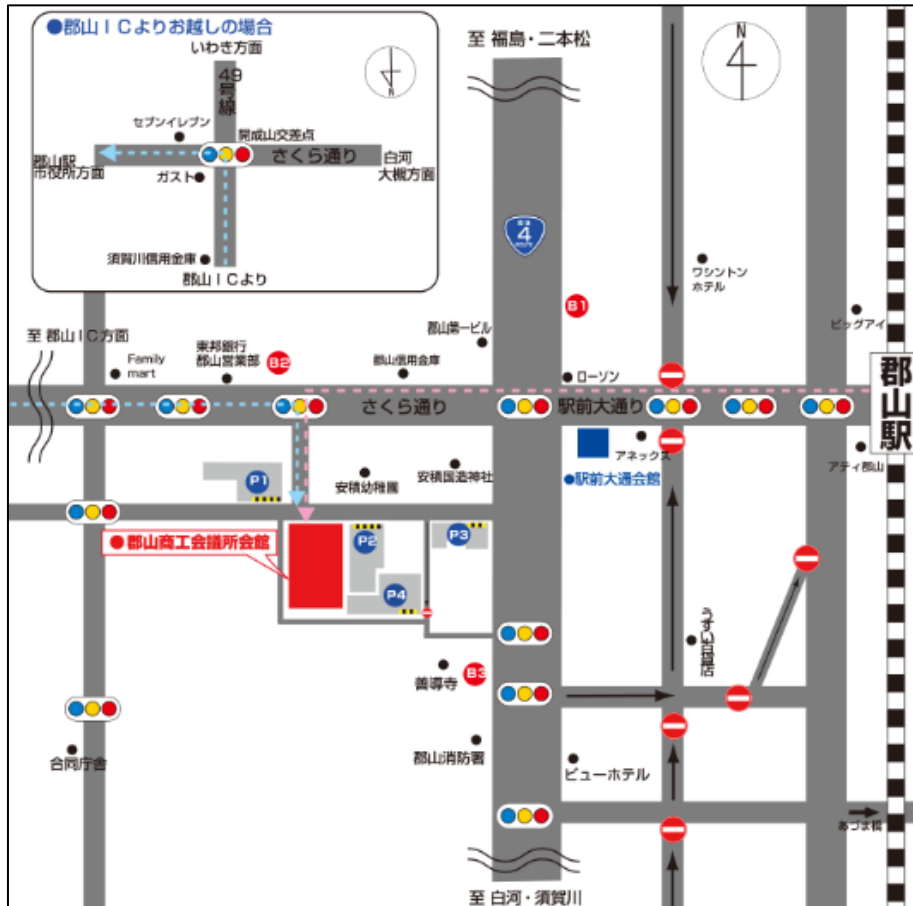 ●郡山ICよりお越しの場合
いわき方面
49号線
N
セブンイレブン
開成山交差点
郡山駅
市役所方面
さくら通り
白河
大槻方面
ガスト
須賀川信用金庫
郡山ICより
至 福島・二本松
N
国道
4
ROUTE
ワシントン
ホテル
ビッグアイ
B1
郡山第一ビル
至 郡山IC方面
Family
mart
東邦銀行
郡山営業部
B2
郡山信用金庫
ローソン
郡山駅
さくら通り
駅前大通り
アネックス
アティ郡山
●駅前大通会館
P1
安積幼稚園
安積国造神社
●郡山商工会議所会館
P2
P3
P4
うすい百貨店
善導寺
B3
合同庁舎
郡山消防署
ビューホテル
あづま橋
至 白河・須賀川